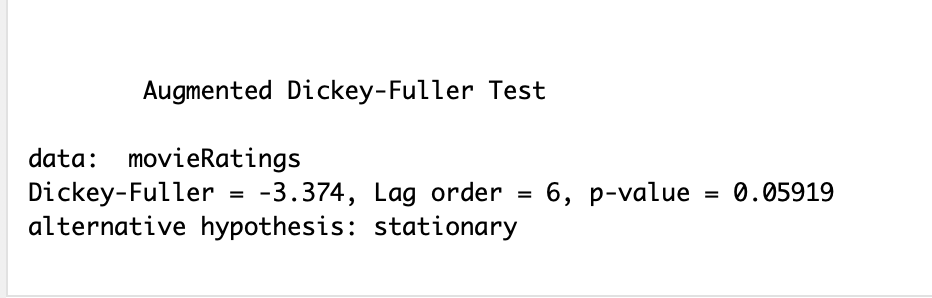 Augmented Dickey-Fuller Test
data:  movieRatings
Dickey-Fuller = -3.374, Lag order = 6, p-value = 0.05919
alternative hypothesis: stationary